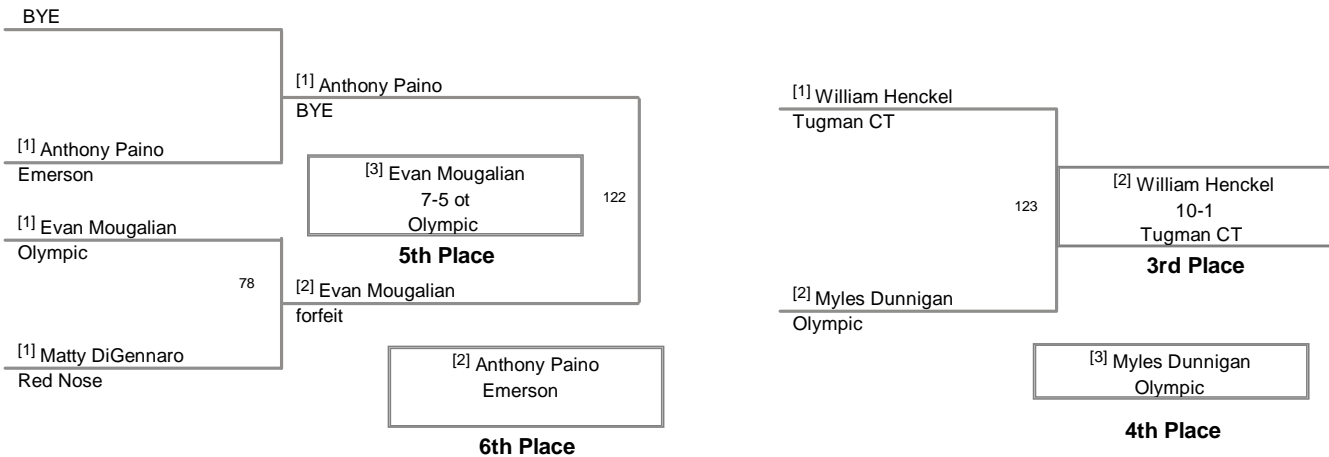 BYE
[1] Anthony Paino
BYE
[1] Anthony Paino
Emerson
[3] Evan Mougalian
7-5 ot
Olympic
5th Place
122
[1] Evan Mougalian
Olympic
78
[2] Evan Mougalian
forfeit
[1] Matty DiGennaro
Red Nose
[2] Anthony Paino
Emerson
6th Place
[1] William Henckel
Tugman CT
123
[2] William Henckel
10-1
Tugman CT
3rd Place
[2] Myles Dunnigan
Olympic
[3] Myles Dunnigan
Olympic
4th Place